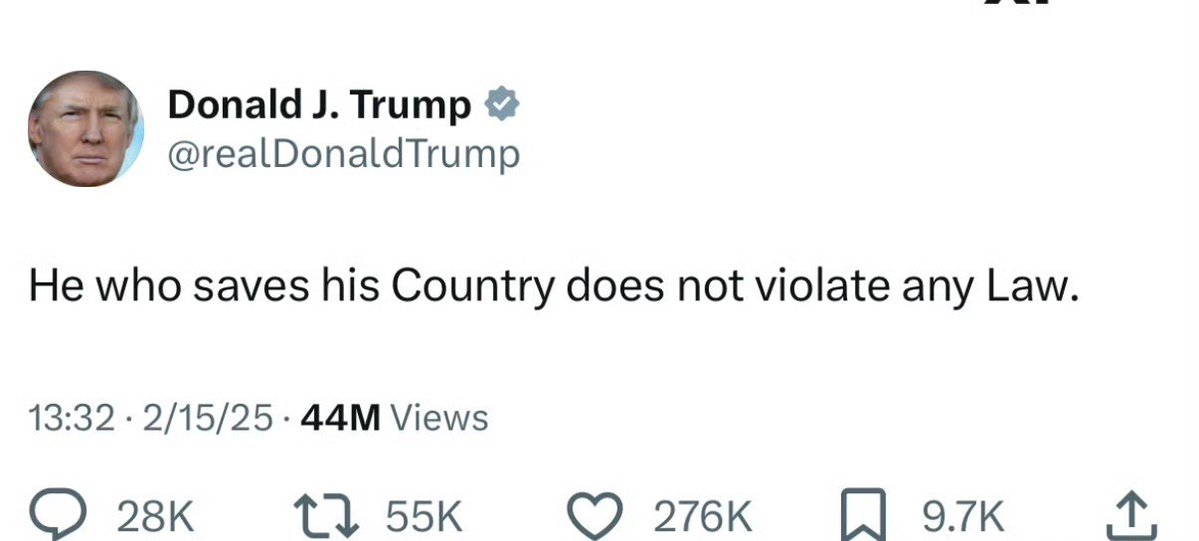 Donald J. Trump
@realDonaldTrump
He who saves his Country does not violate any Law.
13:32 · 2/15/25 · 44M Views
28K 55K 276K 9.7K